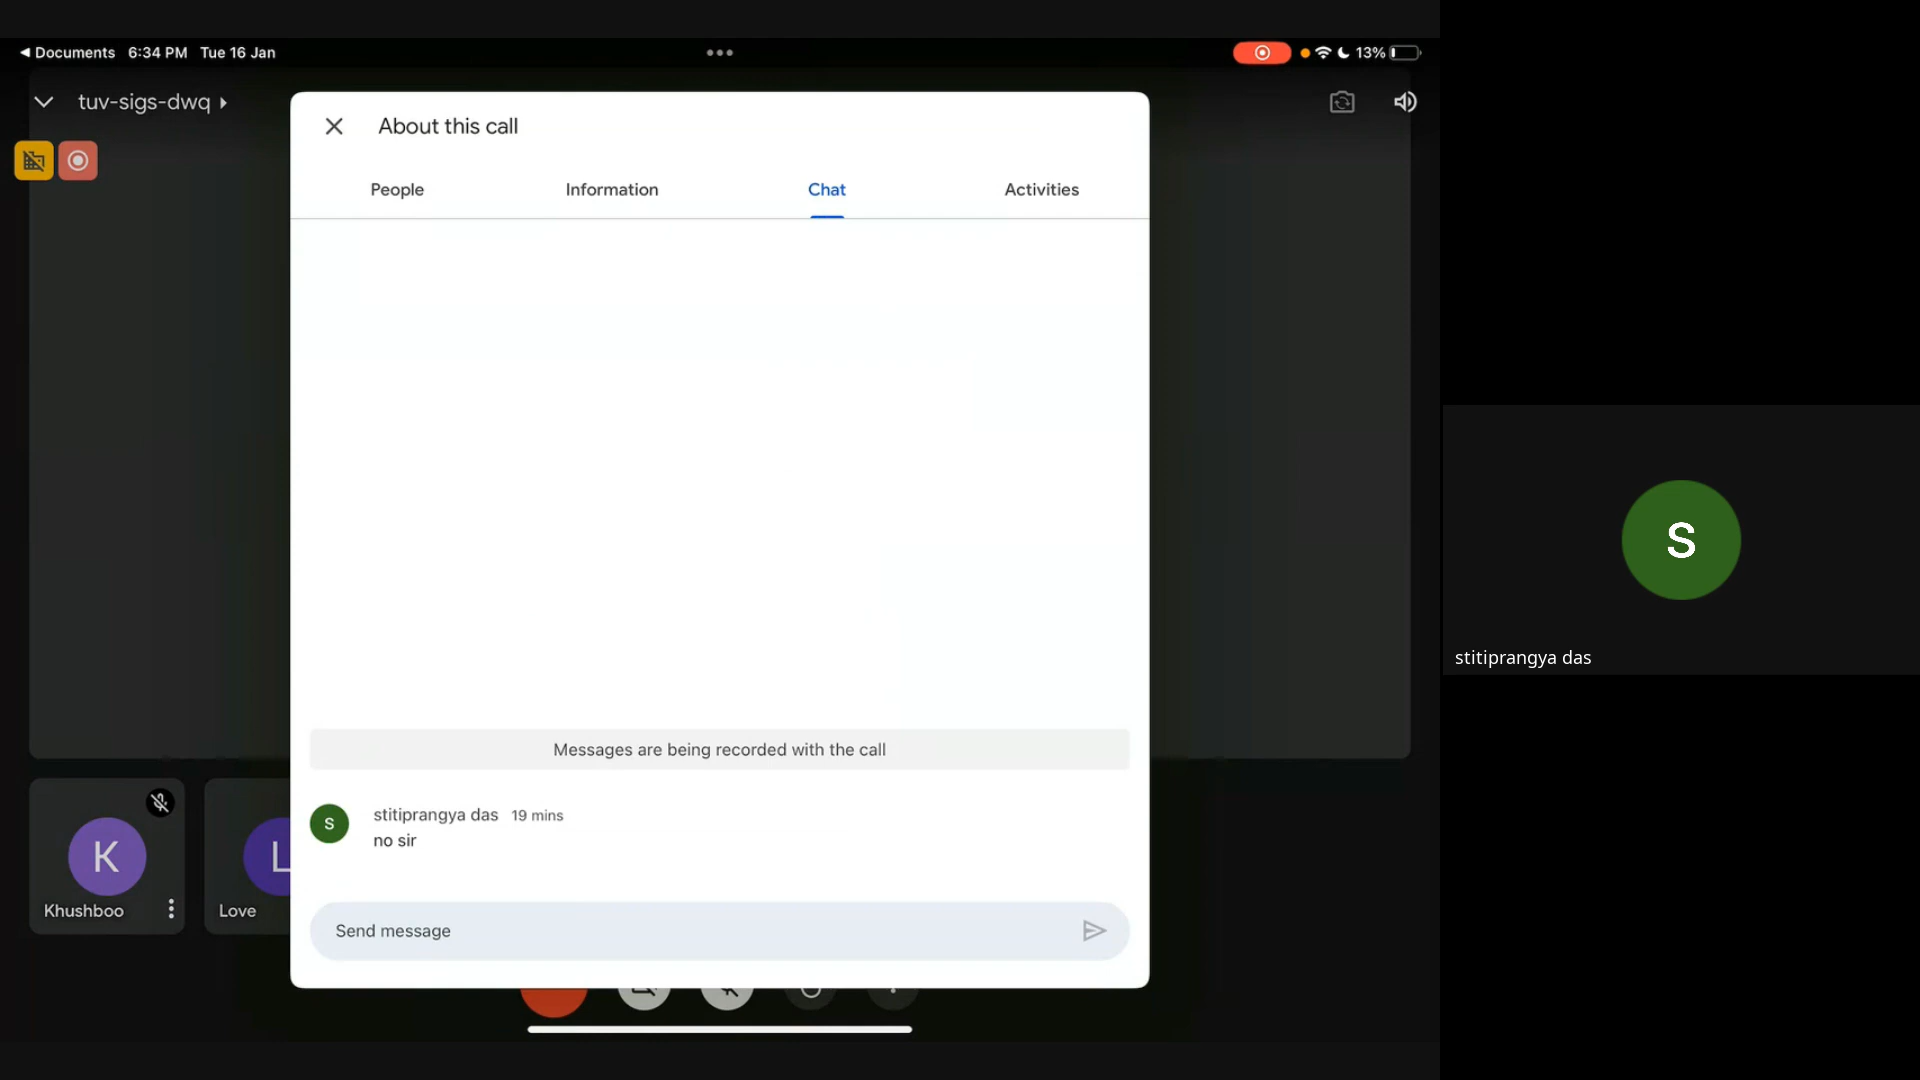 Documents 6:34 PM Tue 16 Jan
13%
tuv-sigs-dwq
About this call
People Information Chat Activities
Messages are being recorded with the call
S stitiprangya das 19 mins
no sir
Send message
K
Khushboo
L
Love
S
stitiprangya das